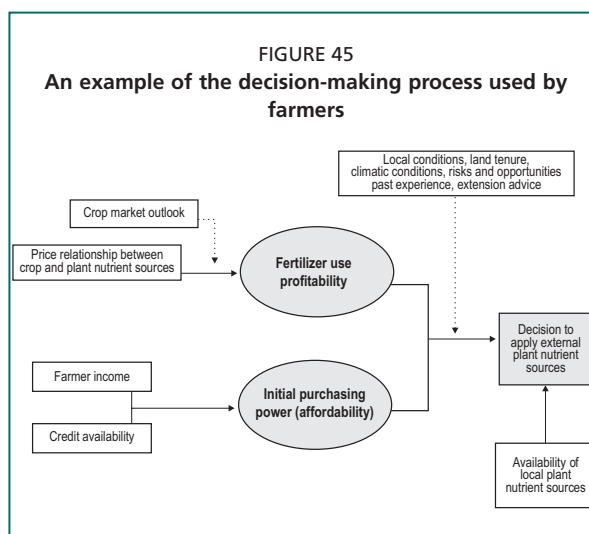 FIGURE 45
An example of the decision-making process used by
farmers
Local conditions, land tenure,
climatic conditions, risks and opportunities
past experience, extension advice
Crop market outlook
Price relationship between
crop and plant nutrient sources
Fertilizer use
profitability
Decision to
apply external
plant nutrient
sources
Farmer income
Initial purchasing
power (affordability)
Credit availability
Availability of
local plant
nutrient sources